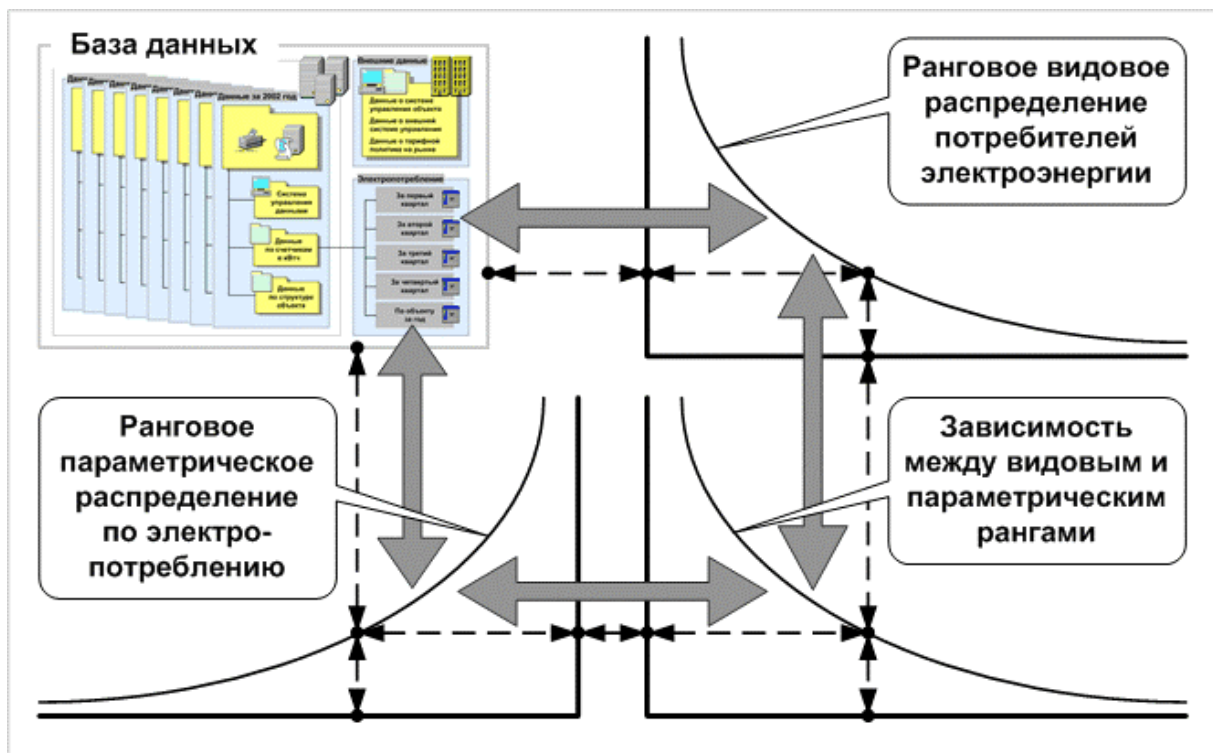 База данных
Данные за 2002 год
Система
управления
данными
Данные
по счетчикам
в кВтч
Данные
по структуре
объекта
Внешние данные
Данные о системе
управления объекта
Данные о внешней
системе управления
Данные о тарифной
политике на рынке
Электропотребление
За первый
квартал
За второй
квартал
За третий
квартал
За четвертый
квартал
По объекту
за год
Ранговое видовое
распределение
потребителей
электроэнергии
Ранговое
параметрическое
распределение
по электро-
потреблению
Зависимость
между видовым и
параметрическим
рангами